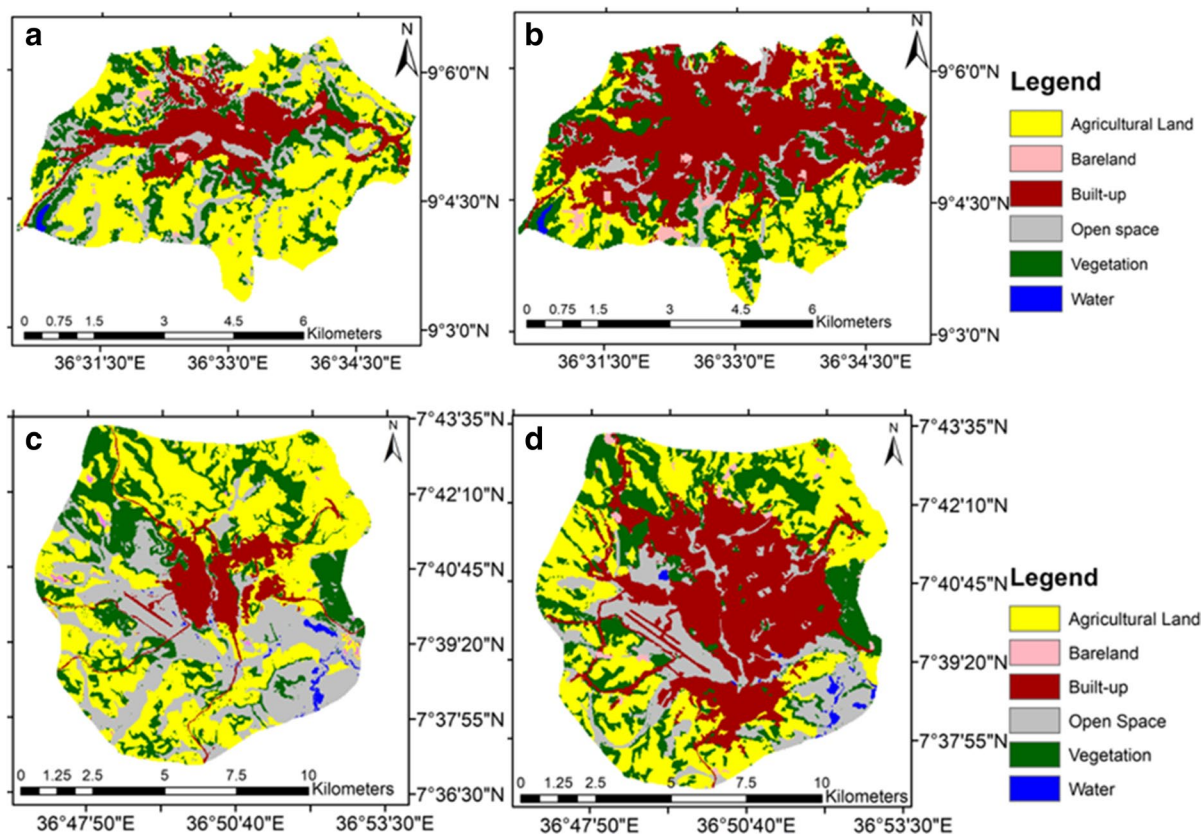 a
N
9°6'0"N
9°4'30"N
9°3'0"N
0 0.75 1.5 3 4.5 6
Kilometers
36°31'30"E 36°33'0"E 36°34'30"E
b
N
9°6'0"N
9°4'30"N
9°3'0"N
0 0.75 1.5 3 4.5 6
Kilometers
36°31'30"E 36°33'0"E 36°34'30"E
Legend
Agricultural Land
Bareland
Built-up
Open space
Vegetation
Water
c
N
7°43'35"N
7°42'10"N
7°40'45"N
7°39'20"N
7°37'55"N
7°36'30"N
0 1.25 2.5 5 7.5 10
Kilometers
36°47'50"E 36°50'40"E 36°53'30"E
d
N
7°43'35"N
7°42'10"N
7°40'45"N
7°39'20"N
7°37'55"N
0 1.25 2.5 5 7.5 10
Kilometers
36°47'50"E 36°50'40"E 36°53'30"E
Legend
Agricultural Land
Bareland
Built-up
Open Space
Vegetation
Water